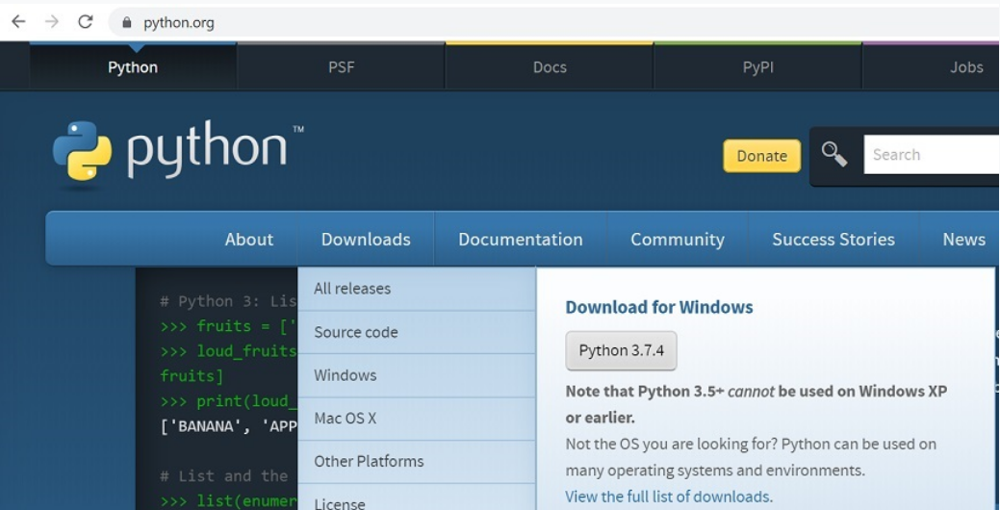 python.org
Python PSF Docs PyPI Jobs
python™
Donate Search
About Downloads Documentation Community Success Stories News
# Python 3: Lis
>>> fruits = ['
>>> loud_fruits
fruits]
>>> print(loud_
['BANANA', 'APP
# List and the
>>> list(enumer
All releases
Source code
Windows
Mac OS X
Other Platforms
License
Download for Windows
Python 3.7.4
Note that Python 3.5+ cannot be used on Windows XP
or earlier.
Not the OS you are looking for? Python can be used on
many operating systems and environments.
View the full list of downloads.